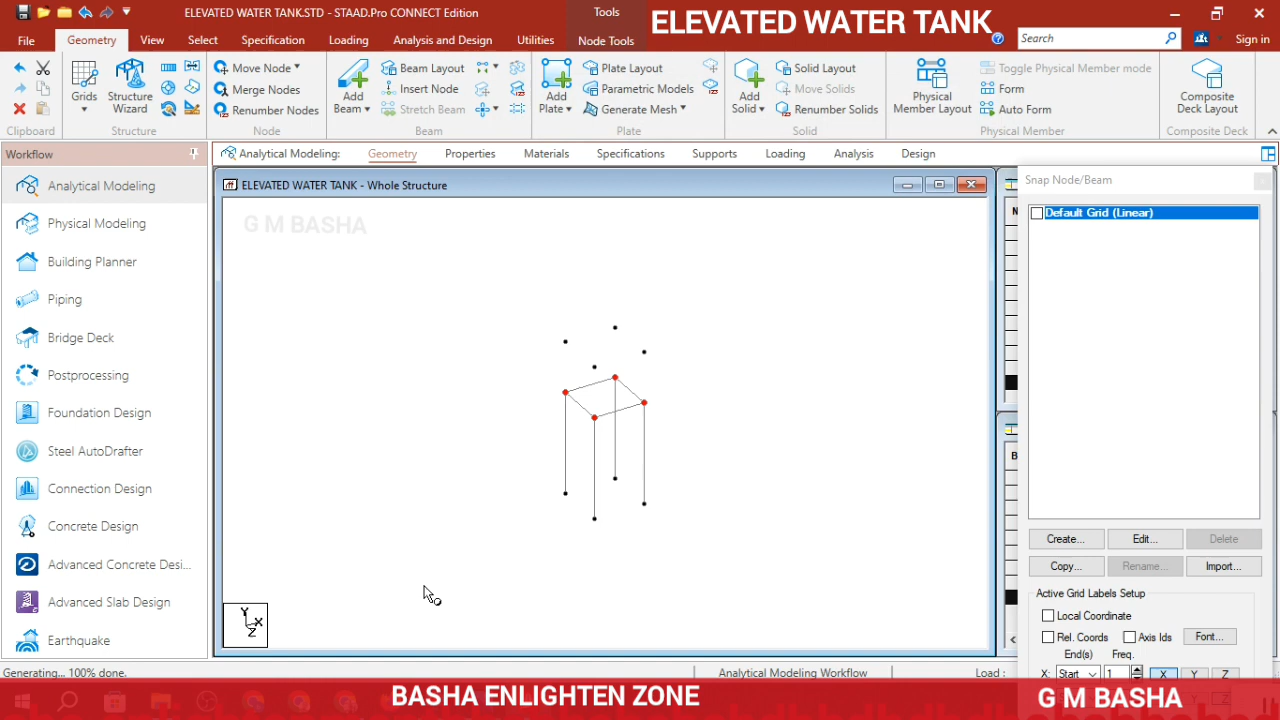 ELEVATED WATER TANK.STD - STAAD.Pro CONNECT Edition
Tools
ELEVATED WATER TANK
File
Geometry
View
Select
Specification
Loading
Analysis and Design
Utilities
Node Tools
Search
Sign in
Move Node
Beam Layout
Plate Layout
Solid Layout
Toggle Physical Member mode
Merge Nodes
Insert Node
Parametric Models
Move Solids
Form
Grids
Structure
Wizard
Add
Beam
Add
Plate
Add
Solid
Physical
Member Layout
Composite
Deck Layout
Renumber Nodes
Stretch Beam
Generate Mesh
Renumber Solids
Auto Form
Clipboard
Structure
Node
Beam
Plate
Solid
Physical Member
Composite Deck
Workflow
Analytical Modeling:
Geometry
Properties
Materials
Specifications
Supports
Loading
Analysis
Design
Analytical Modeling
Physical Modeling
Building Planner
Piping
Bridge Deck
Postprocessing
Foundation Design
Steel AutoDrafter
Connection Design
Concrete Design
Advanced Concrete Desi...
Advanced Slab Design
Earthquake
ELEVATED WATER TANK - Whole Structure
G M BASHA
Y
X
Z
Snap Node/Beam
Default Grid (Linear)
Create...
Edit...
Delete
Copy...
Rename...
Import...
Active Grid Labels Setup
Local Coordinate
Rel. Coords
Axis Ids
Font...
End(s)
Freq.
X:
Start
1
X
Y
Z
Generating... 100% done.
Analytical Modeling Workflow
Load :
BASHA ENLIGHTEN ZONE
G M BASHA